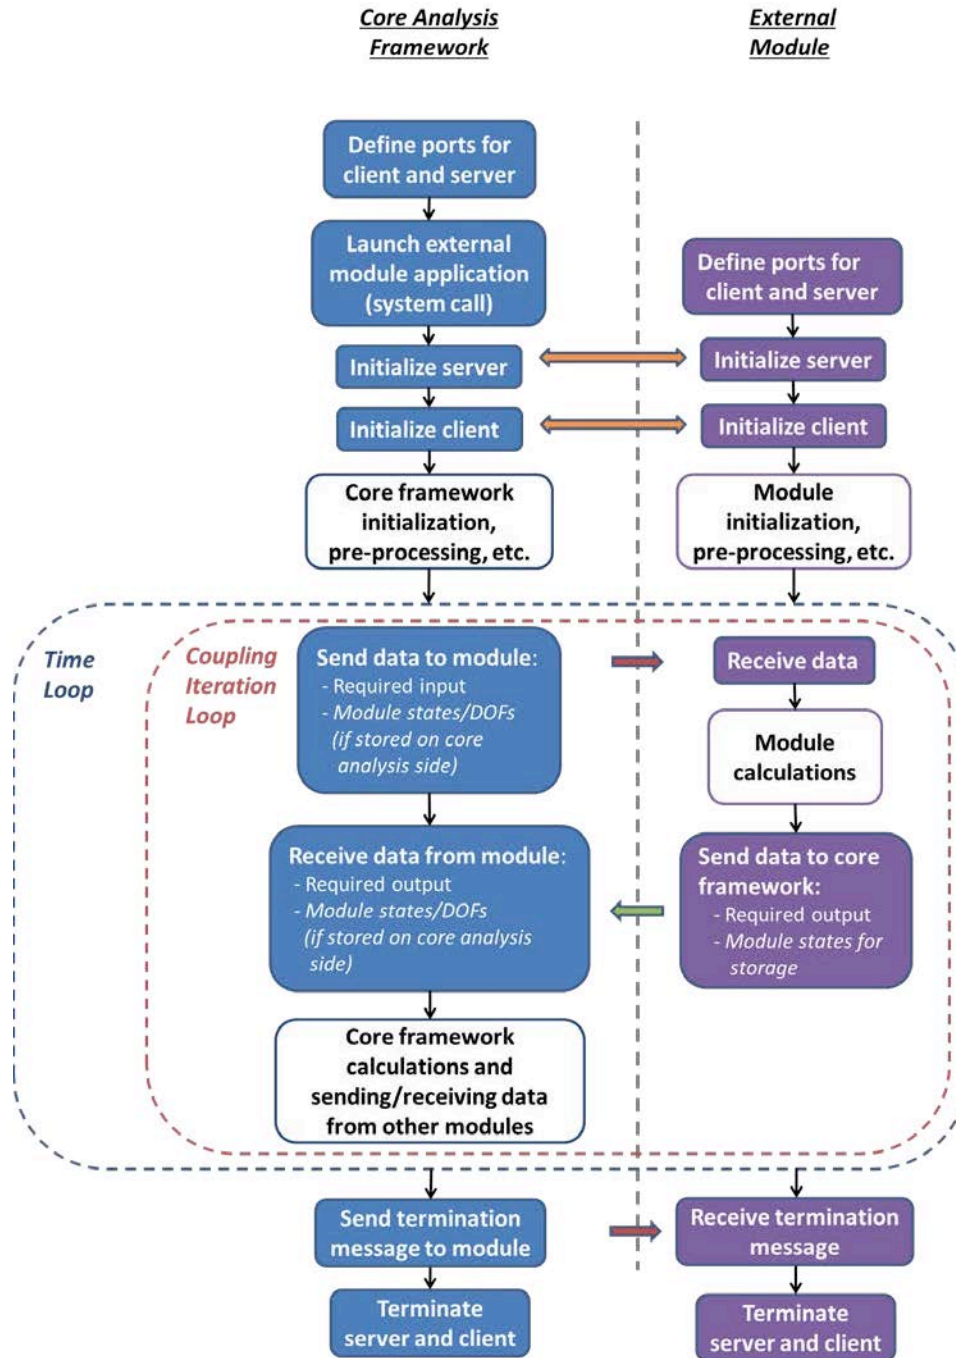 Core Analysis
Framework
External
Module
Define ports for
client and server
Launch external
module application
(system call)
Define ports for
client and server
Initialize server
Initialize server
Initialize client
Initialize client
Core framework
initialization,
pre-processing, etc.
Module
initialization,
pre-processing, etc.
Time
Loop
Coupling
Iteration
Loop
Send data to module:
- Required input
- Module states/DOFs
(if stored on core
analysis side)
Receive data
Module
calculations
Receive data from module:
- Required output
- Module states/DOFs
(if stored on core analysis
side)
Send data to core
framework:
- Required output
- Module states for
storage
Core framework
calculations and
sending/receiving data
from other modules
Send termination
message to module
Receive termination
message
Terminate
server and client
Terminate
server and client